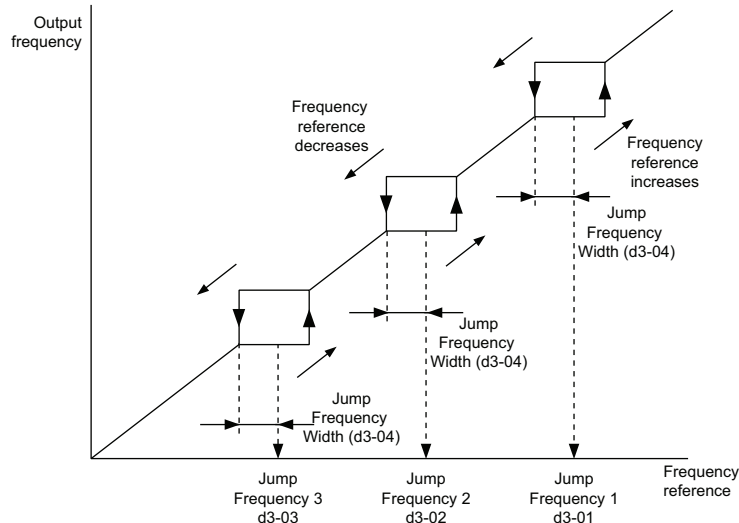 Output
frequency
Frequency
reference
decreases
Frequency
reference
increases
Jump
Frequency
Width (d3-04)
Jump
Frequency
Width (d3-04)
Jump
Frequency
Width (d3-04)
Jump
Frequency 3
d3-03
Jump
Frequency 2
d3-02
Jump
Frequency 1
d3-01
Frequency
reference